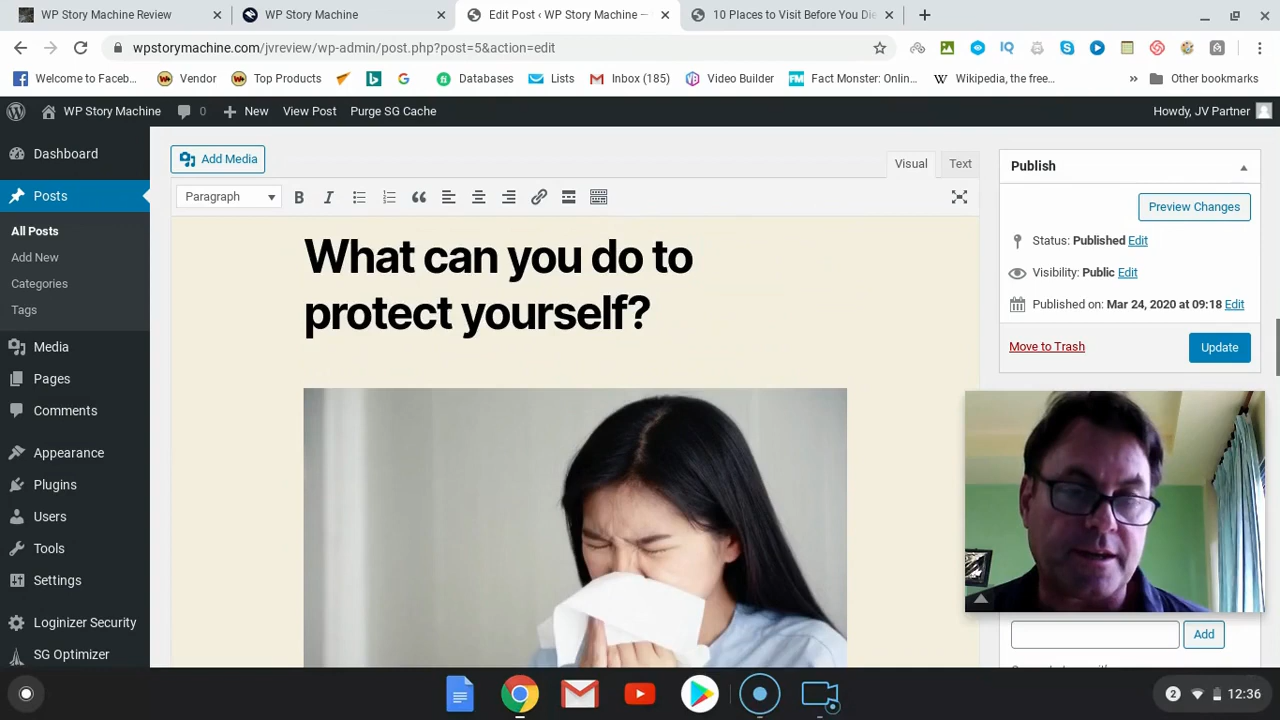 WP Story Machine Review
WP Story Machine
Edit Post ‹ WP Story Machine —
10 Places to Visit Before You Die
wpstorymachine.com/jvreview/wp-admin/post.php?post=5&action=edit
Welcome to Faceb...
Vendor
Top Products
Databases
Lists
Inbox (185)
Video Builder
Fact Monster: Onlin...
Wikipedia, the free...
»
Other bookmarks
WP Story Machine
0
New
View Post
Purge SG Cache
Howdy, JV Partner
Dashboard
Posts
All Posts
Add New
Categories
Tags
Media
Pages
Comments
Appearance
Plugins
Users
Tools
Settings
Loginizer Security
SG Optimizer
Add Media
Visual
Text
Paragraph
B
I
What can you do to
protect yourself?
Publish
Preview Changes
Status: Published Edit
Visibility: Public Edit
Published on: Mar 24, 2020 at 09:18 Edit
Move to Trash
Update
Add
2
12:36